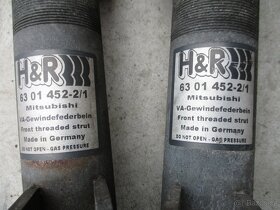 H&R
63 01 452-2/1
Mitsubishi
VA-Gewindefederbein
Front threaded strut
Made in Germany
DO NOT OPEN - GAS PRESSURE
H&R
63 01 452-2/1
Mitsubishi
VA-Gewindefederbein
Front threaded strut
Made in Germany
DO NOT OPEN - GAS PRESSURE